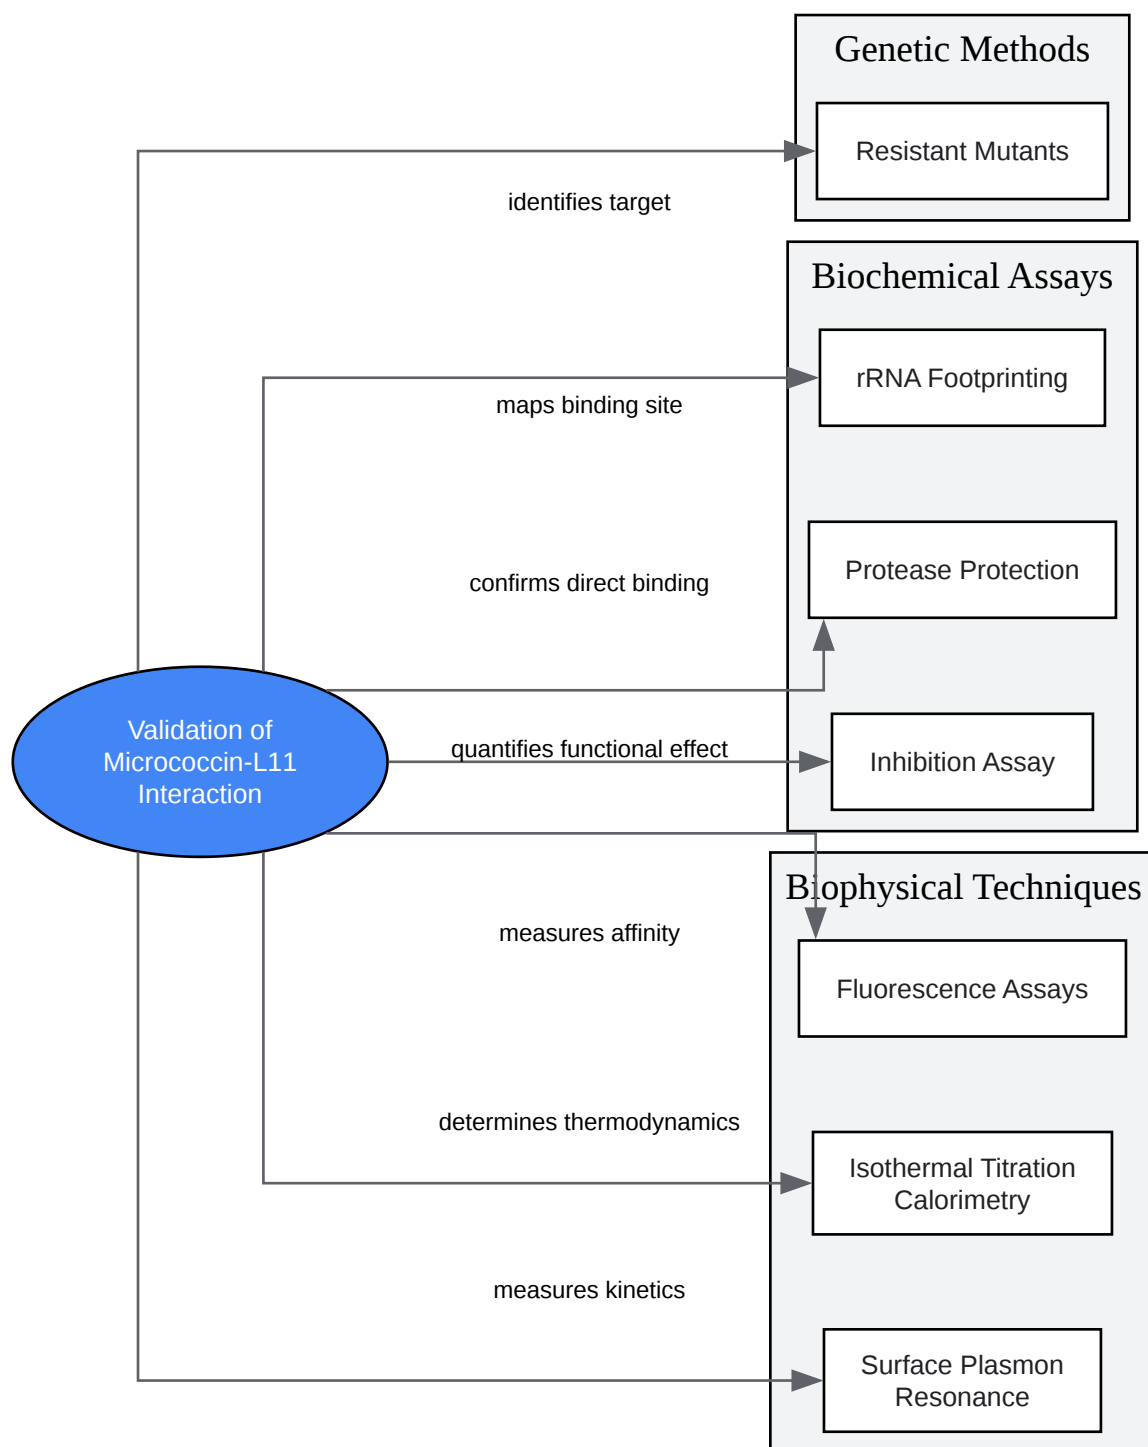 Genetic Methods
Resistant Mutants
identifies target
Biochemical Assays
rRNA Footprinting
maps binding site
Protease Protection
confirms direct binding
Validation of
Micrococcin-L11
Interaction
quantifies functional effect
Inhibition Assay
Biophysical Techniques
measures affinity
Fluorescence Assays
determines thermodynamics
Isothermal Titration
Calorimetry
measures kinetics
Surface Plasmon
Resonance